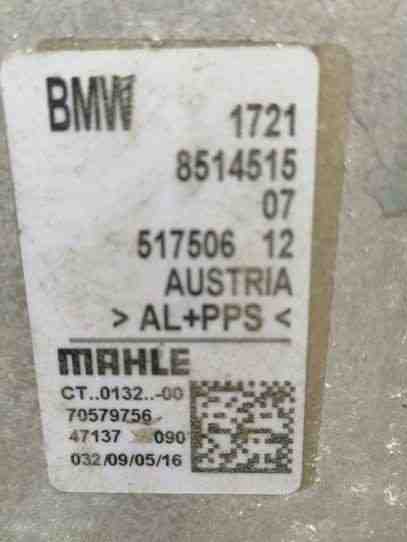 BMW 1721
8514515
07
517506 12
AUSTRIA
> AL+PPS <
MAHLE
CT..0132..-00
70579756
47137 090
032/09/05/16